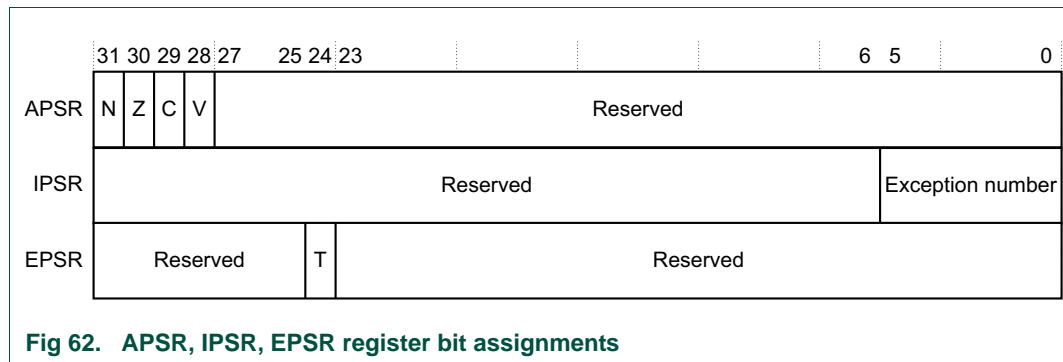 31 30 29 28 27 25 24 23 6 5 0
APSR N Z C V Reserved
IPSR Reserved Exception number
EPSR Reserved T Reserved
Fig 62. APSR, IPSR, EPSR register bit assignments